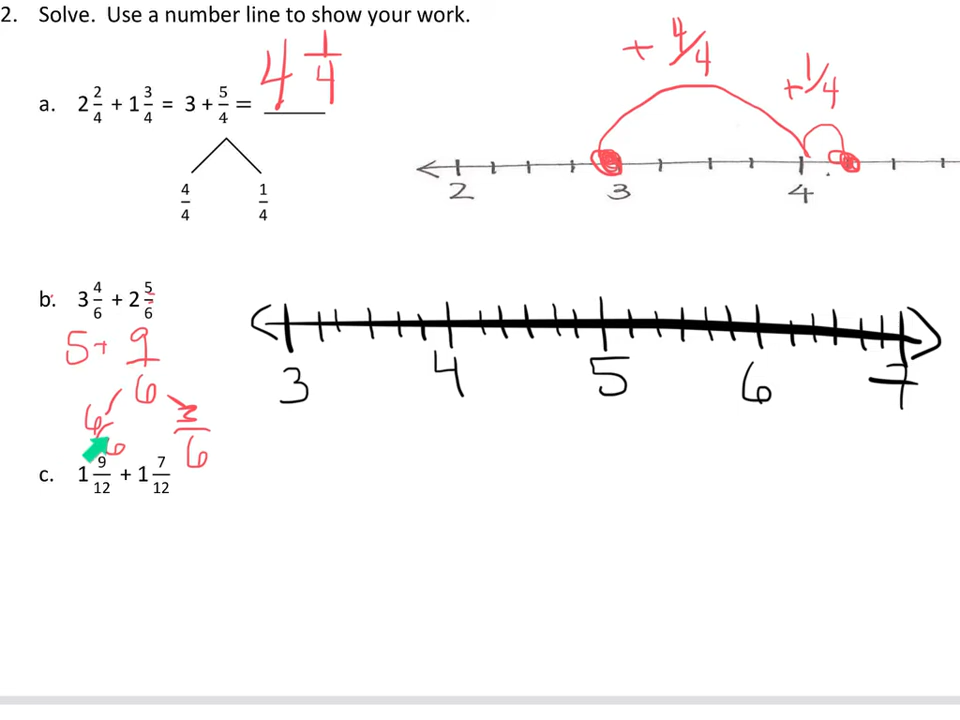 2. Solve. Use a number line to show your work.
a. 2 2/4 + 1 3/4 = 3 + 5/4 = 4 1/4
4/4 1/4
+ 4/4 + 1/4
2 3 4
b. 3 4/6 + 2 5/6
5 + 9/6
6/6 3/6
3 4 5 6 7
c. 1 9/12 + 1 7/12